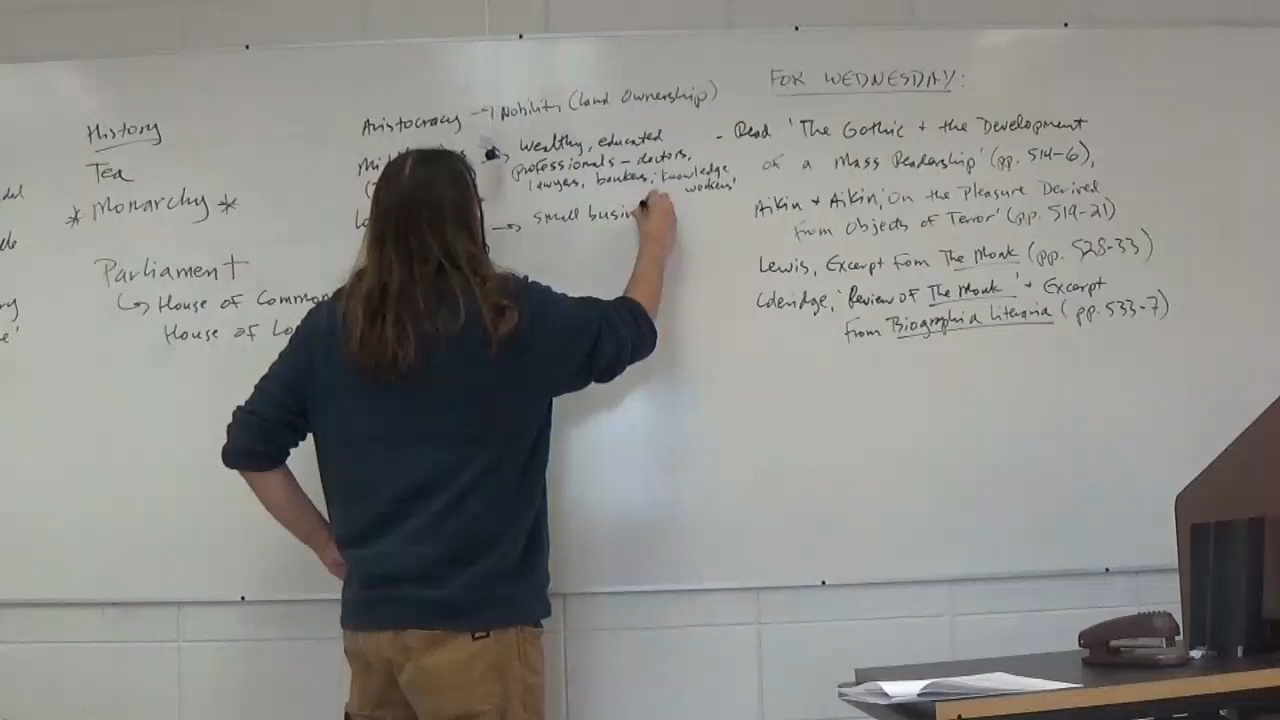 History
Tea
*Monarchy*
Parliament
↳ House of Common
House of Lo
Aristocracy → Nobility (Land Ownership)
→ Wealthy, educated
professionals – doctors,
lawyers, bankers, 'knowledge
workers'
→ small busin
FOR WEDNESDAY:
- Read 'The Gothic + the Development
of a Mass Readership' (pp. 514-6),
Aikin + Aikin, 'On the Pleasure Derived
from Objects of Terror' (pp. 519-21)
Lewis, Excerpt from The Monk (pp. 528-33)
Coleridge, 'Review of The Monk' + Excerpt
from Biographia Literaria (pp. 533-7)